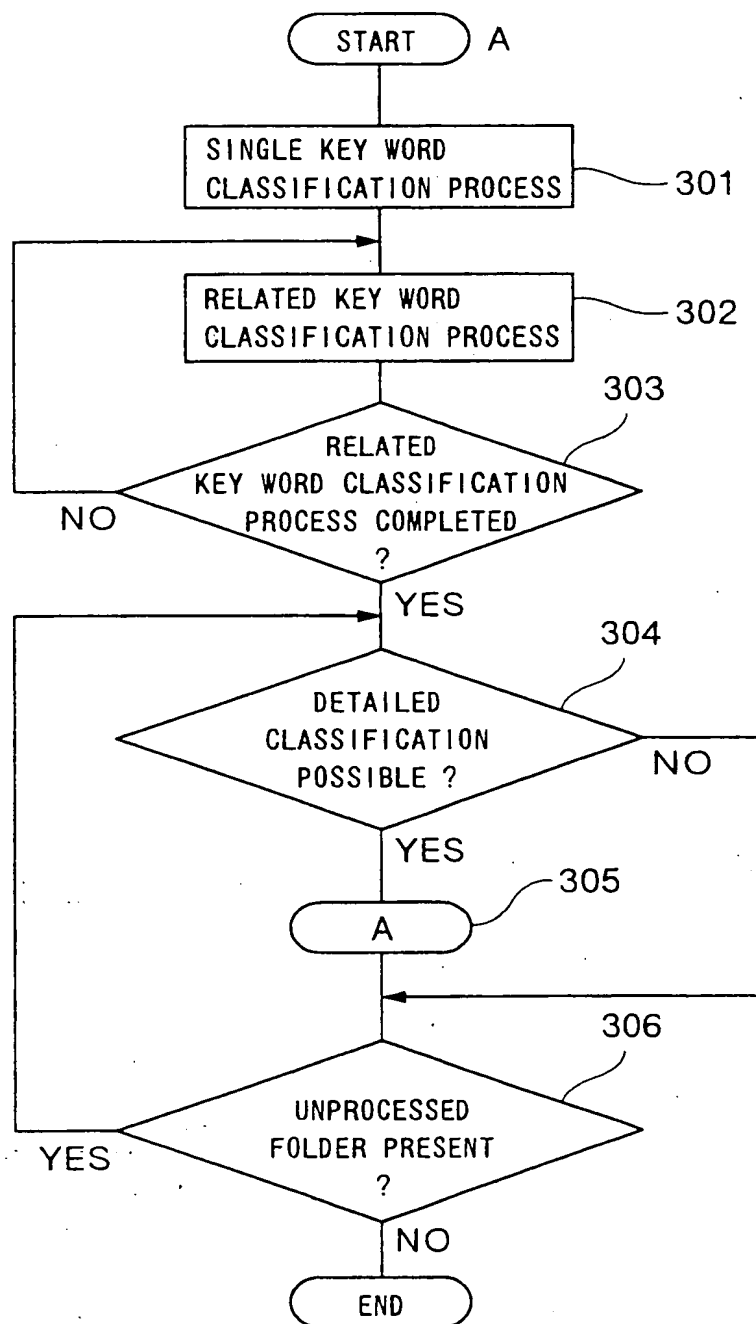 START A
SINGLE KEY WORD
CLASSIFICATION PROCESS
301
RELATED KEY WORD
CLASSIFICATION PROCESS
302
303
RELATED
KEY WORD CLASSIFICATION
PROCESS COMPLETED
?
NO
YES
304
DETAILED
CLASSIFICATION
POSSIBLE ?
NO
YES
305
A
306
UNPROCESSED
FOLDER PRESENT
?
YES
NO
END